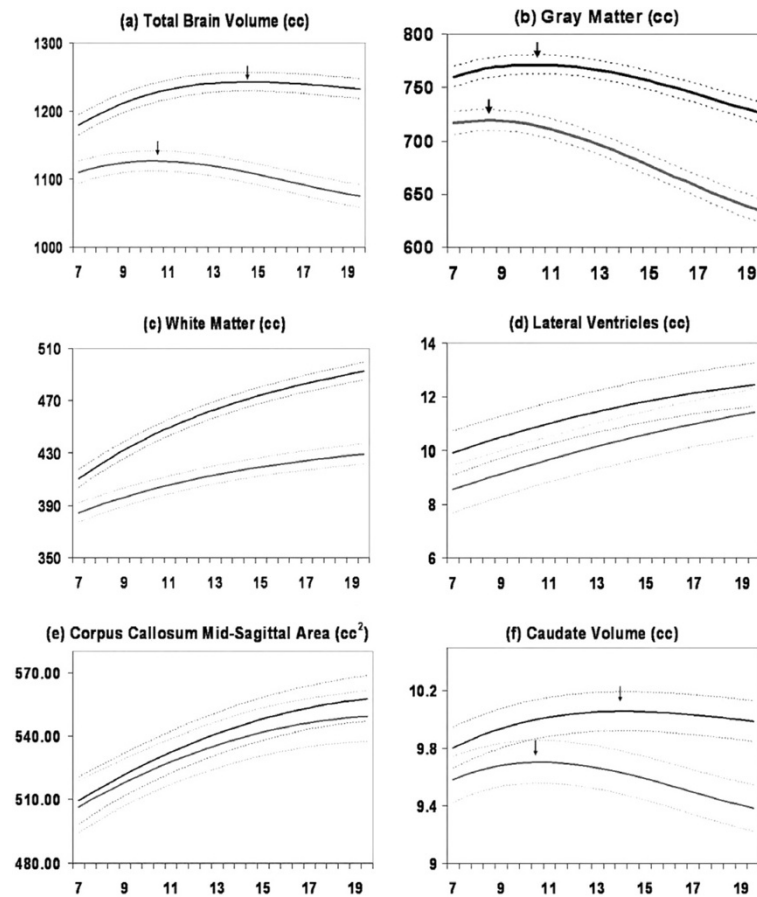 (a) Total Brain Volume (cc)
1300
1200
1100
1000
7 9 11 13 15 17 19
(b) Gray Matter (cc)
800
750
700
650
600
7 9 11 13 15 17 19
(c) White Matter (cc)
510
470
430
390
350
7 9 11 13 15 17 19
(d) Lateral Ventricles (cc)
14
12
10
8
6
7 9 11 13 15 17 19
(e) Corpus Callosum Mid-Sagittal Area (cc²)
570.00
540.00
510.00
480.00
7 9 11 13 15 17 19
(f) Caudate Volume (cc)
10.2
9.8
9.4
9
7 9 11 13 15 17 19